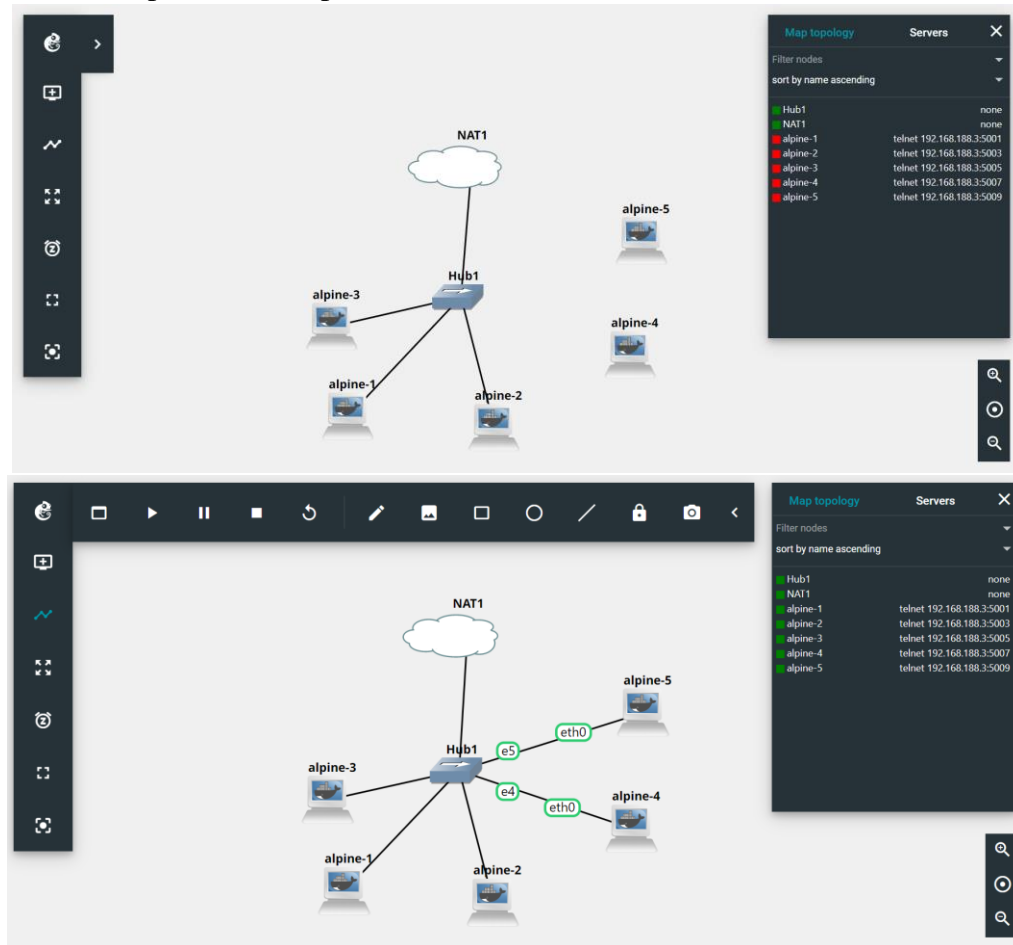 Map topology Servers
Filter nodes
sort by name ascending
Hub1 none
NAT1 none
alpine-1 telnet 192.168.188.3:5001
alpine-2 telnet 192.168.188.3:5003
alpine-3 telnet 192.168.188.3:5005
alpine-4 telnet 192.168.188.3:5007
alpine-5 telnet 192.168.188.3:5009
NAT1
alpine-5
Hub1
alpine-3
alpine-4
alpine-1
alpine-2
Map topology Servers
Filter nodes
sort by name ascending
Hub1 none
NAT1 none
alpine-1 telnet 192.168.188.3:5001
alpine-2 telnet 192.168.188.3:5003
alpine-3 telnet 192.168.188.3:5005
alpine-4 telnet 192.168.188.3:5007
alpine-5 telnet 192.168.188.3:5009
NAT1
alpine-5
eth0
Hub1 e5
alpine-3
e4
eth0
alpine-4
alpine-1
alpine-2